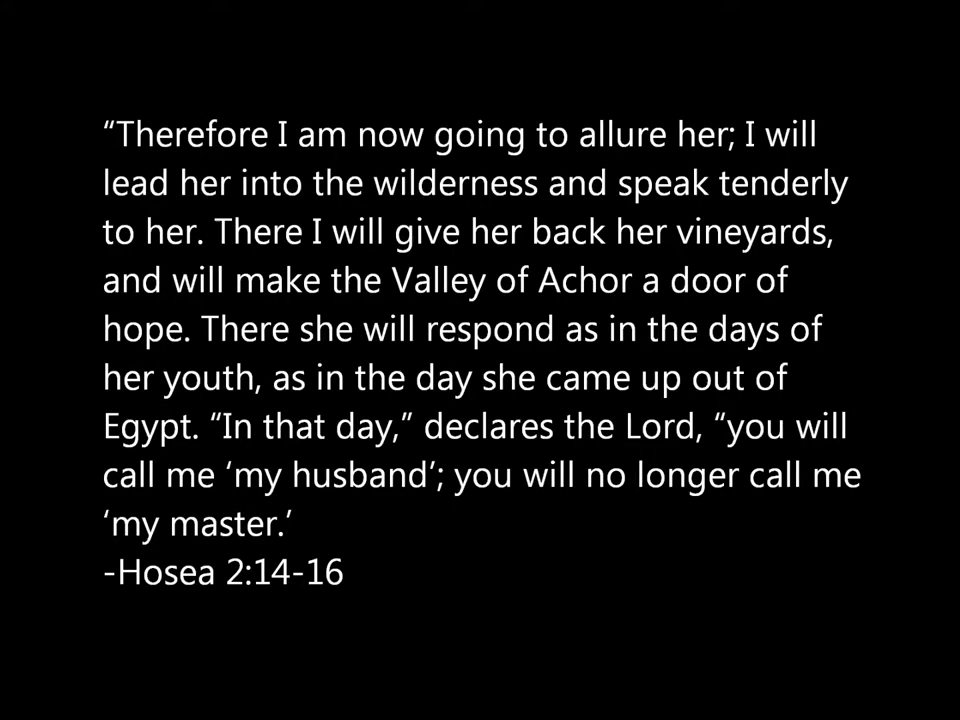 “Therefore I am now going to allure her; I will
lead her into the wilderness and speak tenderly
to her. There I will give her back her vineyards,
and will make the Valley of Achor a door of
hope. There she will respond as in the days of
her youth, as in the day she came up out of
Egypt. “In that day,” declares the Lord, “you will
call me ‘my husband’; you will no longer call me
‘my master.’
-Hosea 2:14-16